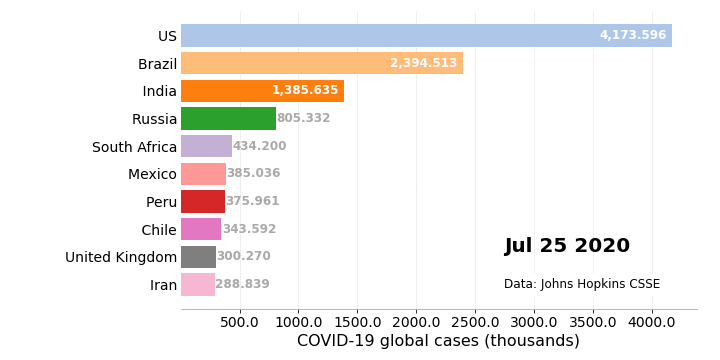 US 4,173.596
Brazil 2,394.513
India 1,385.635
Russia 805.332
South Africa 434.200
Mexico 385.036
Peru 375.961
Chile 343.592
United Kingdom 300.270
Iran 288.839
Jul 25 2020
Data: Johns Hopkins CSSE
500.0 1000.0 1500.0 2000.0 2500.0 3000.0 3500.0 4000.0
COVID-19 global cases (thousands)